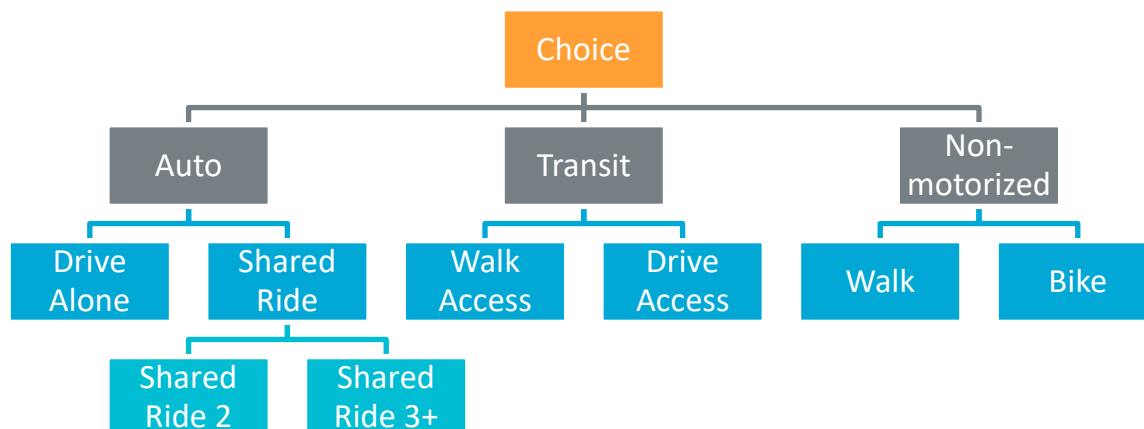 Choice
Auto
Transit
Non-
motorized
Drive
Alone
Shared
Ride
Walk
Access
Drive
Access
Walk
Bike
Shared
Ride 2
Shared
Ride 3+